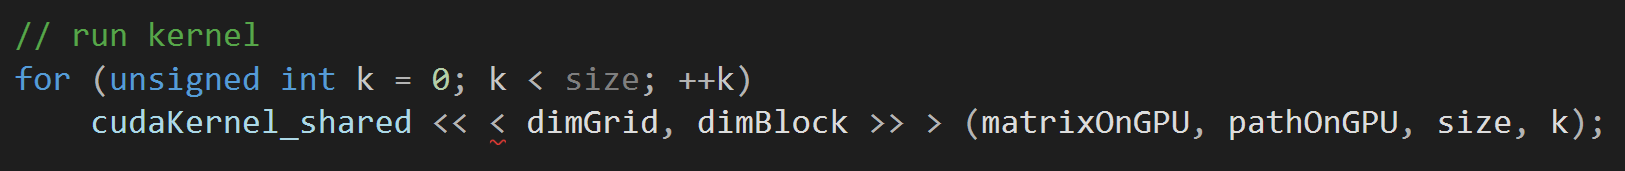 // run kernel
for (unsigned int k = 0; k < size; ++k)
    cudaKernel_shared << < dimGrid, dimBlock >> > (matrixOnGPU, pathOnGPU, size, k);